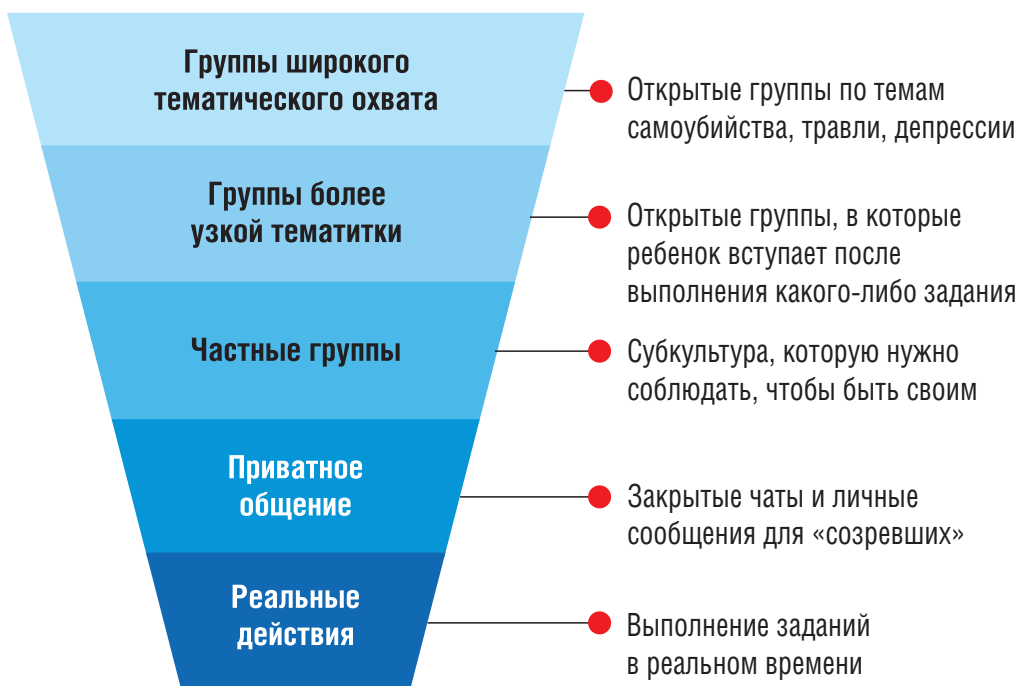 Группы широкого
тематического охвата
Открытые группы по темам
самоубийства, травли, депрессии
Группы более
узкой тематитки
Открытые группы, в которые
ребенок вступает после
выполнения какого-либо задания
Частные группы
Субкультура, которую нужно
соблюдать, чтобы быть своим
Приватное
общение
Закрытые чаты и личные
сообщения для «созревших»
Реальные
действия
Выполнение заданий
в реальном времени